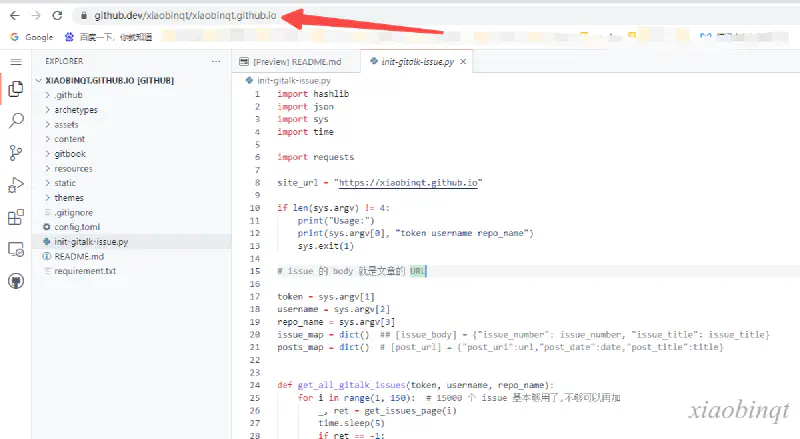 github.dev/xiaobinqt/xiaobinqt.github.io
Google
百度一下，你就知道
EXPLORER
XIAOBINQT.GITHUB.IO [GITHUB]
.github
archetypes
assets
content
gitbook
resources
static
themes
.gitignore
config.toml
init-gitalk-issue.py
README.md
requirement.txt
[Preview] README.md
init-gitalk-issue.py
init-gitalk-issue.py
1 import hashlib
2 import json
3 import sys
4 import time
5
6 import requests
7
8 site_url = "https://xiaobinqt.github.io"
9
10 if len(sys.argv) != 4:
11 print("Usage:")
12 print(sys.argv[0], "token username repo_name")
13 sys.exit(1)
14
15 # issue 的 body 就是文章的 URL
16
17 token = sys.argv[1]
18 username = sys.argv[2]
19 repo_name = sys.argv[3]
20 issue_map = dict() ## [issue_body] = {"issue_number": issue_number, "issue_title": issue_title}
21 posts_map = dict() # [post_url] = {"post_uri":uri,"post_date":date,"post_title":title}
22
23
24 def get_all_gitalk_issues(token, username, repo_name):
25 for i in range(1, 150): # 15000 个 issue 基本够用了,不够可以再加
26 _, ret = get_issues_page(i)
27 time.sleep(5)
28 if ret == -1:
xiaobinqt